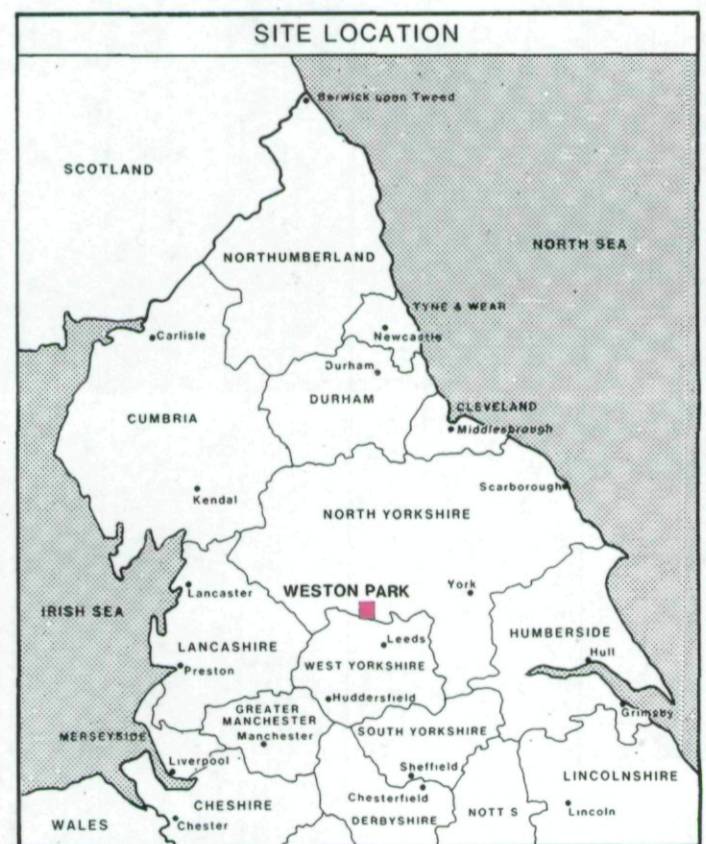 SITE LOCATION
Berwick upon Tweed
SCOTLAND
NORTH SEA
NORTHUMBERLAND
TYNE & WEAR
Newcastle
Carlisle
Durham
DURHAM
CLEVELAND
Middlesbrough
CUMBRIA
Scarborough
Kendal
NORTH YORKSHIRE
WESTON PARK
York
Lancaster
IRISH SEA
HUMBERSIDE
Leeds
LANCASHIRE
Hull
WEST YORKSHIRE
Preston
Huddersfield
GREATER
MANCHESTER
Grimsby
SOUTH YORKSHIRE
MERSEYSIDE
Manchester
Liverpool
Sheffield
LINCOLNSHIRE
Chesterfield
CHESHIRE
NOTT S
Lincoln
DERBYSHIRE
WALES
Chester